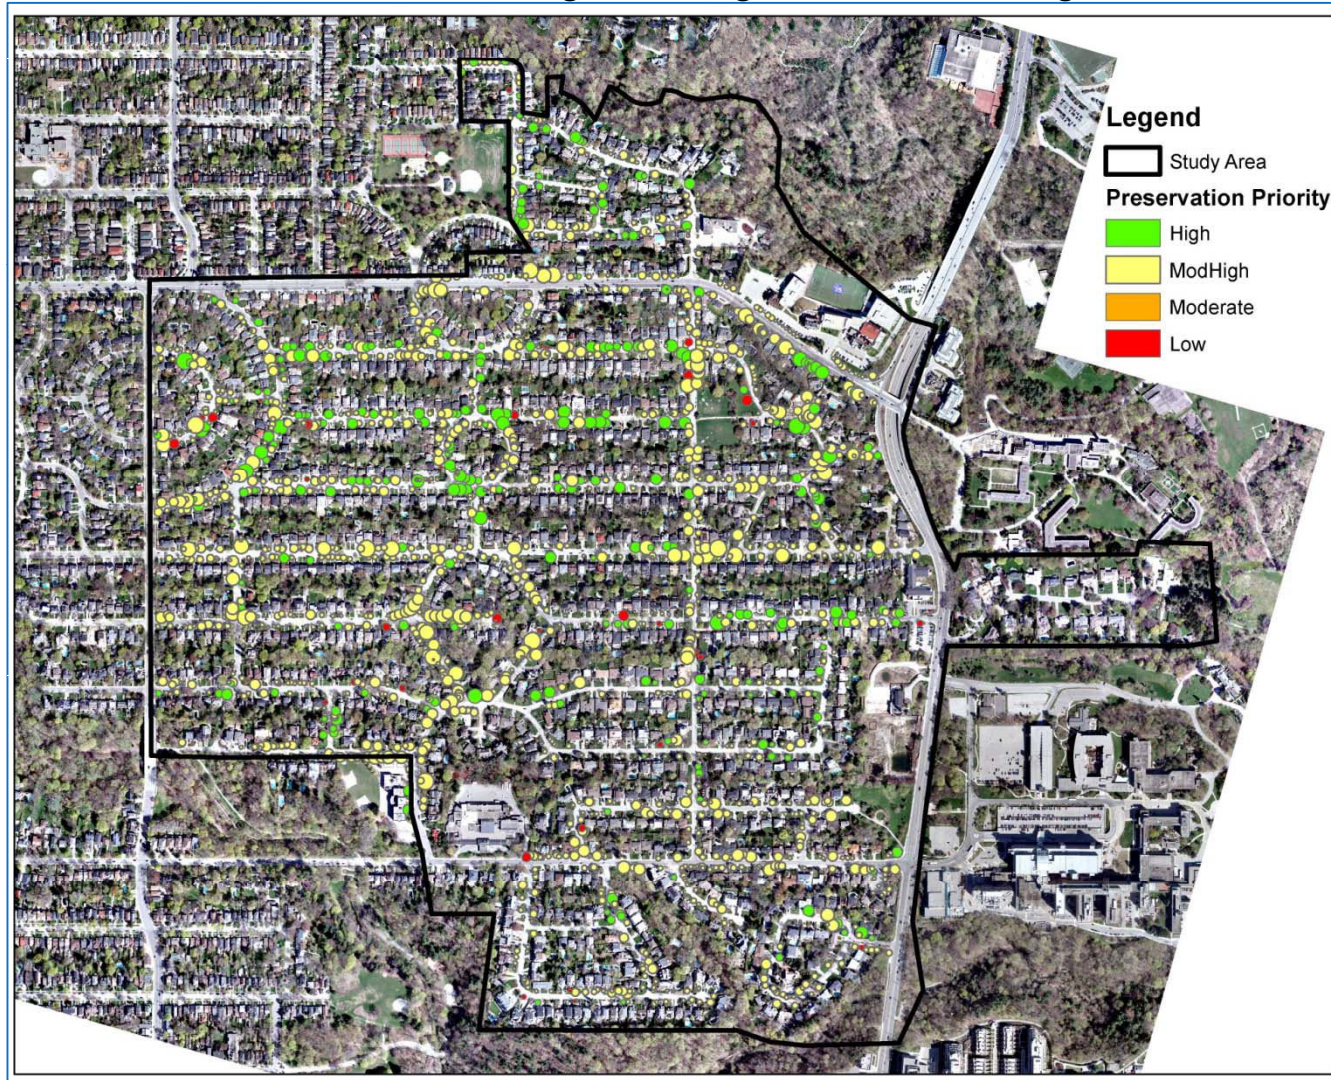 Legend
Study Area
Preservation Priority
High
ModHigh
Moderate
Low